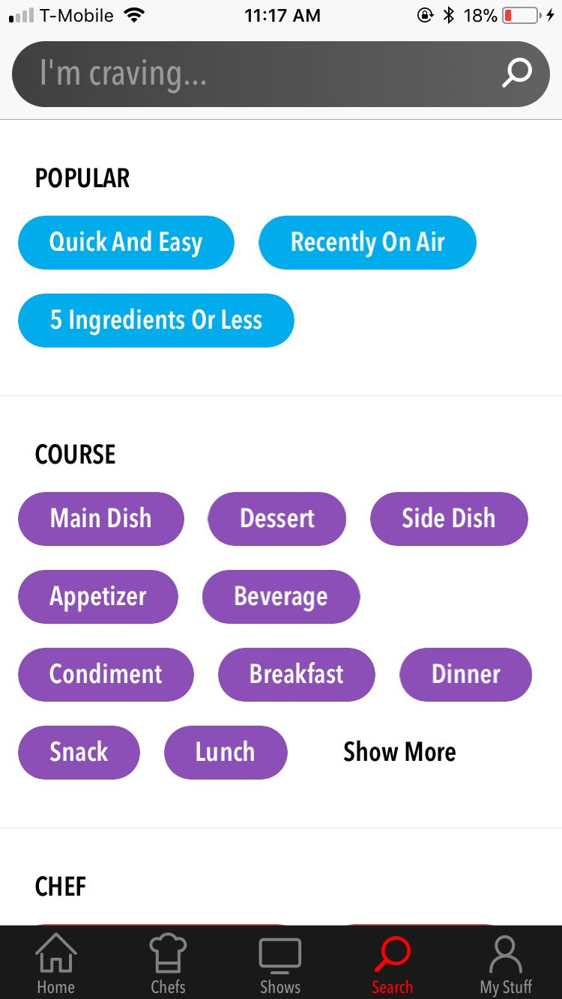 T-Mobile 11:17 AM 18%
I'm craving...
POPULAR
Quick And Easy Recently On Air
5 Ingredients Or Less
COURSE
Main Dish Dessert Side Dish
Appetizer Beverage
Condiment Breakfast Dinner
Snack Lunch Show More
CHEF
Home Chefs Shows Search My Stuff